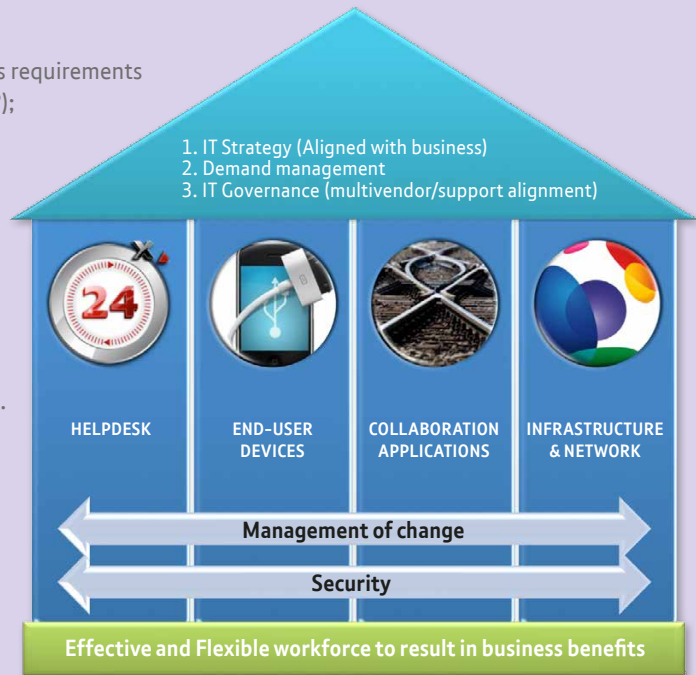 s requirements
);
1. IT Strategy (Aligned with business)
2. Demand management
3. IT Governance (multivendor/support alignment)
24
HELPDESK
END-USER
DEVICES
COLLABORATION
APPLICATIONS
INFRASTRUCTURE
& NETWORK
.
Management of change
Security
Effective and Flexible workforce to result in business benefits